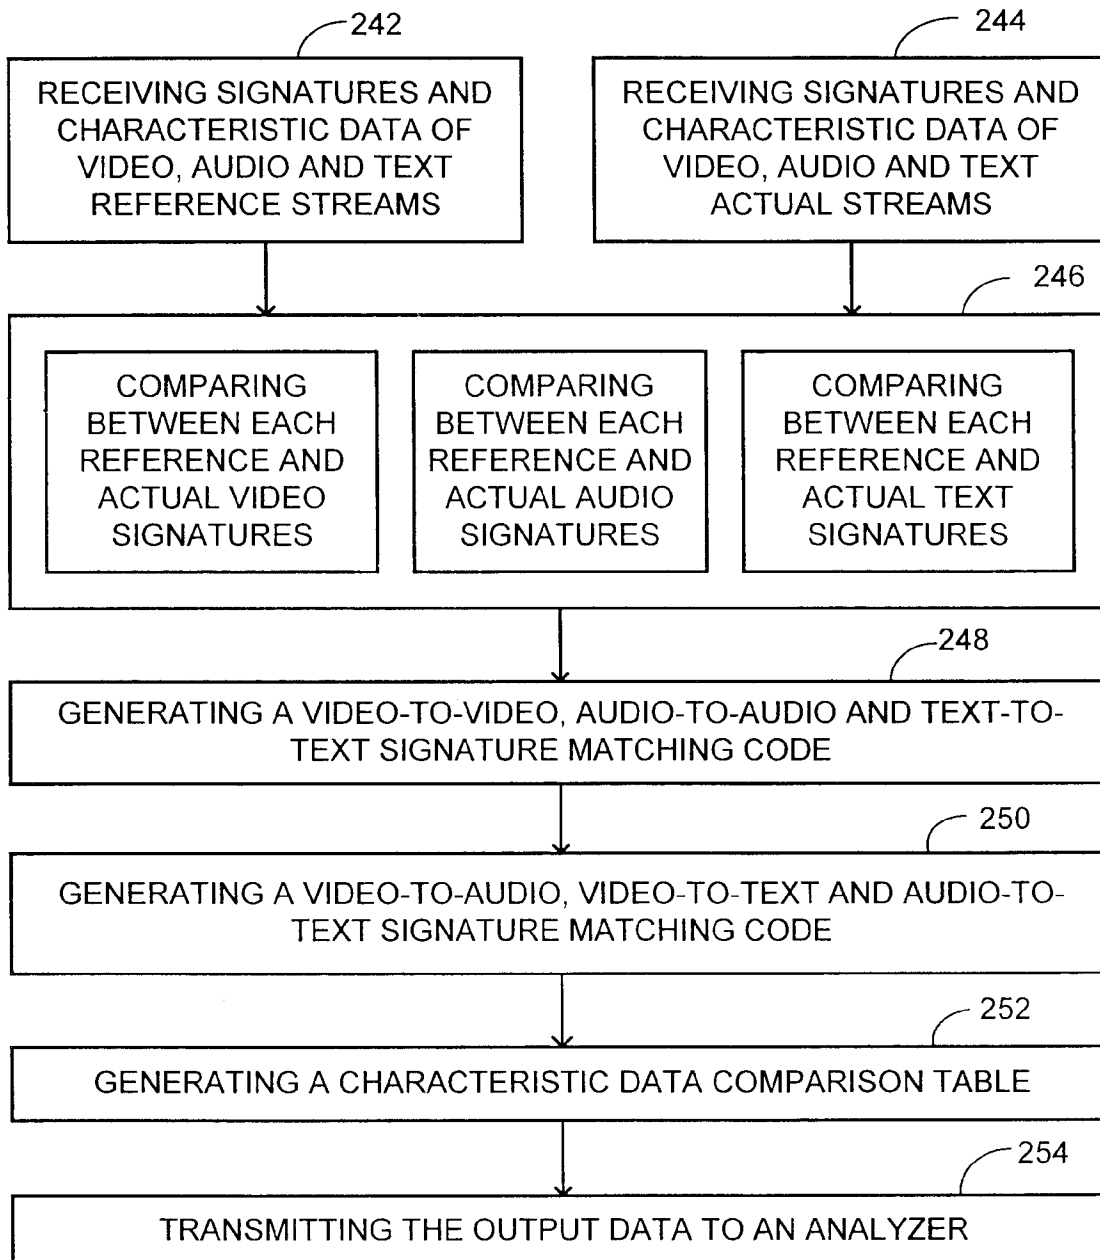 242
RECEIVING SIGNATURES AND
CHARACTERISTIC DATA OF
VIDEO, AUDIO AND TEXT
REFERENCE STREAMS
244
RECEIVING SIGNATURES AND
CHARACTERISTIC DATA OF
VIDEO, AUDIO AND TEXT
ACTUAL STREAMS
246
COMPARING
BETWEEN EACH
REFERENCE AND
ACTUAL VIDEO
SIGNATURES
COMPARING
BETWEEN EACH
REFERENCE AND
ACTUAL AUDIO
SIGNATURES
COMPARING
BETWEEN EACH
REFERENCE AND
ACTUAL TEXT
SIGNATURES
248
GENERATING A VIDEO-TO-VIDEO, AUDIO-TO-AUDIO AND TEXT-TO-
TEXT SIGNATURE MATCHING CODE
250
GENERATING A VIDEO-TO-AUDIO, VIDEO-TO-TEXT AND AUDIO-TO-
TEXT SIGNATURE MATCHING CODE
252
GENERATING A CHARACTERISTIC DATA COMPARISON TABLE
254
TRANSMITTING THE OUTPUT DATA TO AN ANALYZER